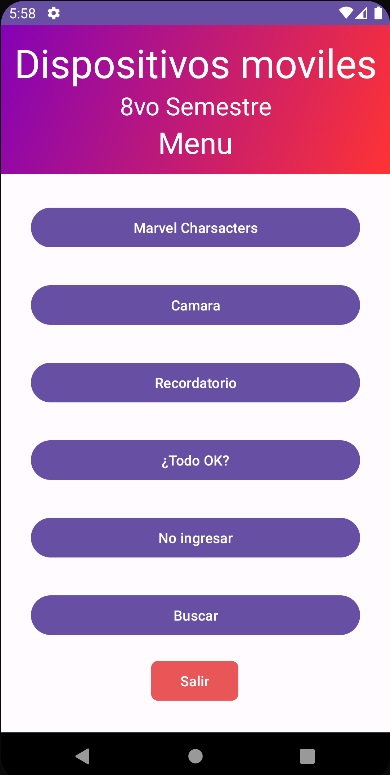 5:58
Dispositivos moviles
8vo Semestre
Menu
Marvel Charsacters
Camara
Recordatorio
¿Todo OK?
No ingresar
Buscar
Salir